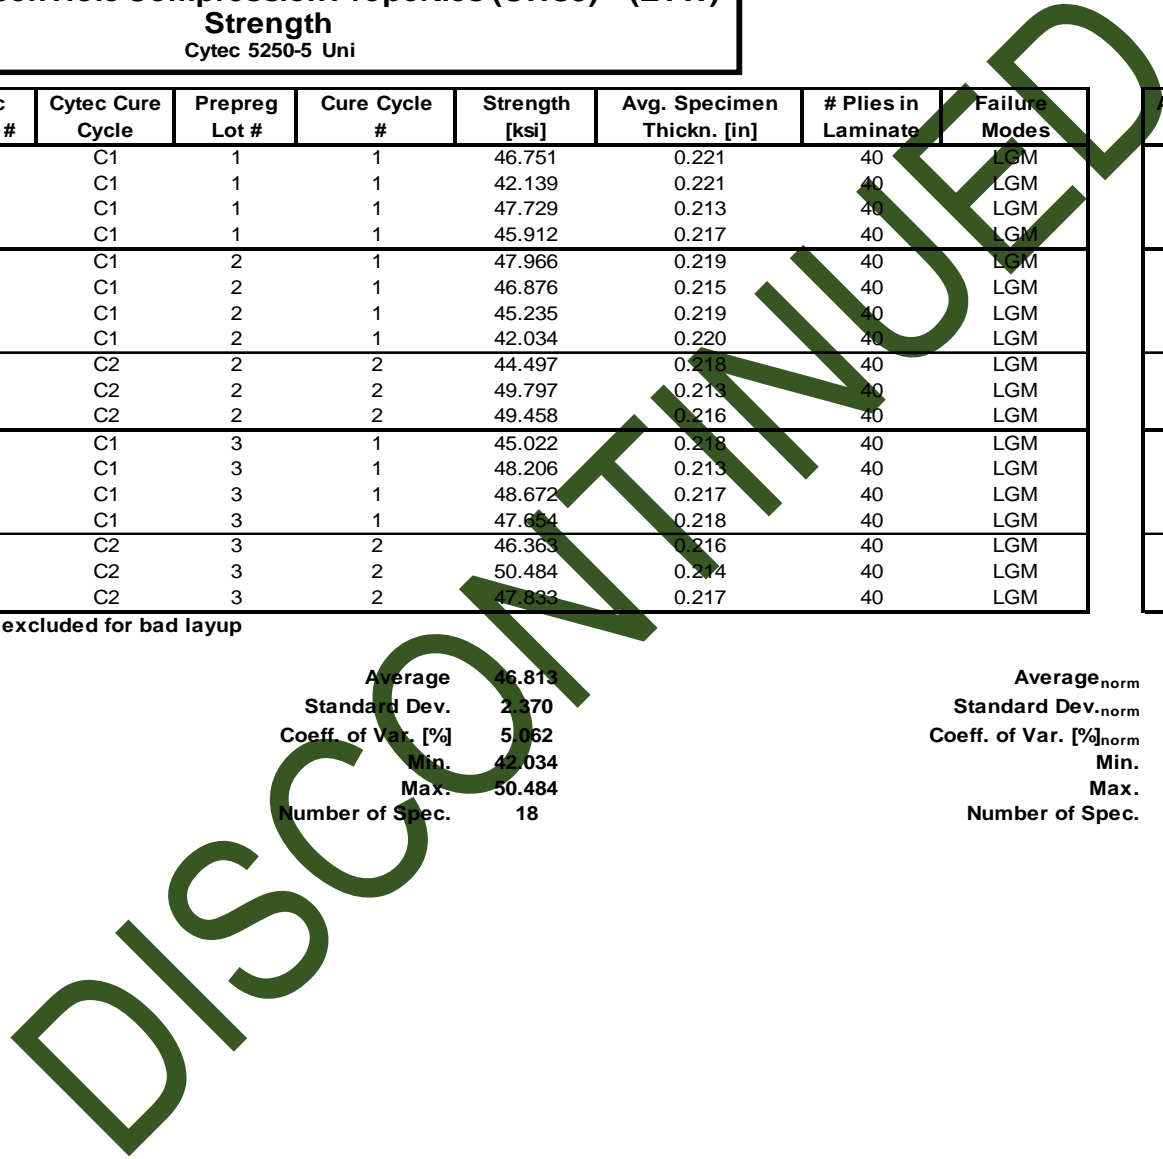 Strength
Cytec 5250-5 Uni
# Cytec Cure Cycle Prepreg Lot # Cure Cycle # Strength [ksi] Avg. Specimen Thickn. [in] # Plies in Laminate Failure Modes
C1 1 1 46.751 0.221 40 LGM
C1 1 1 42.139 0.221 40 LGM
C1 1 1 47.729 0.213 40 LGM
C1 1 1 45.912 0.217 40 LGM
C1 2 1 47.966 0.219 40 LGM
C1 2 1 46.876 0.215 40 LGM
C1 2 1 45.235 0.219 40 LGM
C1 2 1 42.034 0.220 40 LGM
C2 2 2 44.497 0.218 40 LGM
C2 2 2 49.797 0.213 40 LGM
C2 2 2 49.458 0.216 40 LGM
C1 3 1 45.022 0.218 40 LGM
C1 3 1 48.206 0.213 40 LGM
C1 3 1 48.672 0.217 40 LGM
C1 3 1 47.654 0.218 40 LGM
C2 3 2 46.363 0.216 40 LGM
C2 3 2 50.484 0.214 40 LGM
C2 3 2 47.833 0.217 40 LGM
excluded for bad layup
Average 46.813 Averagenorm
Standard Dev. 2.370 Standard Dev.norm
Coeff. of Var. [%] 5.062 Coeff. of Var. [%]norm
Min. 42.034 Min.
Max. 50.484 Max.
Number of Spec. 18 Number of Spec.
DISCONTINUED